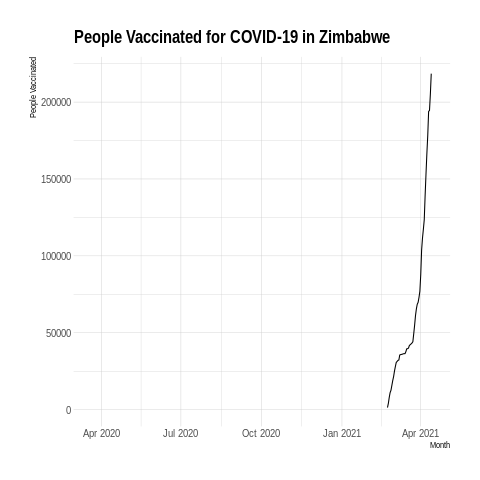 People Vaccinated for COVID-19 in Zimbabwe
People Vaccinated
200000
150000
100000
50000
0
Apr 2020 Jul 2020 Oct 2020 Jan 2021 Apr 2021
Month